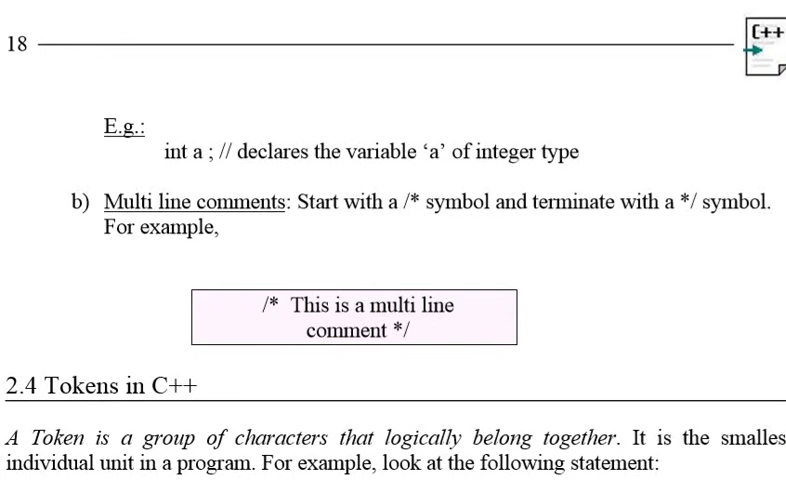 18
C++
E.g.:
int a ; // declares the variable ‘a’ of integer type
b) Multi line comments: Start with a /* symbol and terminate with a */ symbol.
For example,
/* This is a multi line
comment */
2.4 Tokens in C++
A Token is a group of characters that logically belong together. It is the smalles
individual unit in a program. For example, look at the following statement: